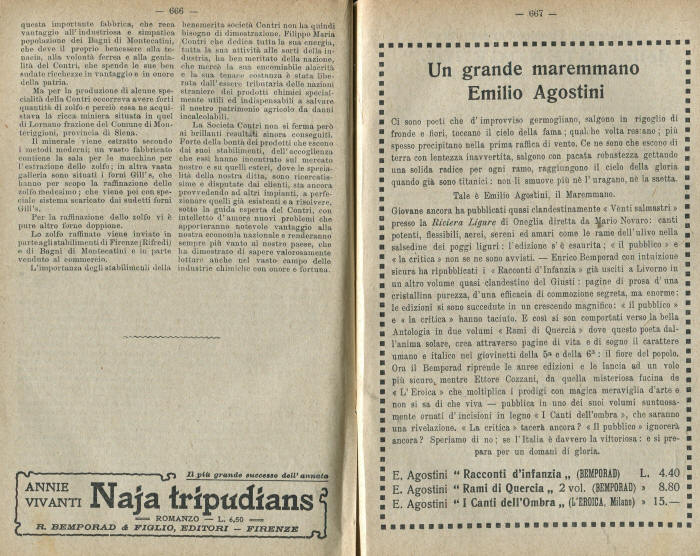 — 666 —
questa importante fabbrica, che reca
vantaggio all'industriosa e simpatica
popolazione dei Bagni di Montecatini,
che deve il proprio benessere alla te-
nacia, alla volontà ferrea e alla genia-
lità del Contri, che spende le sue ben
sudate ricchezze in vantaggio e in onore
della patria.
Ma per la produzione di alcune spe-
cialità della Contri occorreva avere forti
quantità di zolfo e perciò essa ne acqui-
stava la ricca miniera situata in quel
di Lornano frazione del Comune di Mon-
teriggioni, provincia di Siena.
Il minerale viene estratto secondo
i metodi moderni; un vasto fabbricato
contiene la sala per le macchine per
l'estrazione dello zolfo; in altra vasta
galleria sono situati i forni Gill's, che
hanno per scopo la raffinazione dello
zolfo medesimo; che viene poi con spe-
ciale sistema scaricato dai sudetti forni
Gill's.
Per la raffinazione dello zolfo vi è
pure altro forno doppione.
Lo zolfo raffinato viene inviato in
parte agli stabilimenti di Firenze (Rifredi)
e di Bagni di Montecatini e in parte
venduto al commercio.
L'importanza degli stabilimenti della
benemerita società Contri non ha quindi
bisogno di dimostrazione. Filippo Maria
Contri che dedica tutta la sua energia,
tutta la sua attività alle sorti della in-
dustria, ha ben meritato della nazione,
che mercè la sua encomiabile alacrità
e la sua tenace costanza è stata libe-
rata dall'essere tributaria delle nazioni
straniere dei prodotti chimici special-
mente utili ed indispensabili a salvare
il nostro patrimonio agricolo da danni
incalcolabili.
La Società Contri non si ferma però
ai brillanti resultati sinora conseguiti.
Forte della bontà dei prodotti che escono
dai suoi stabilimenti, dell'accoglienza
che essi hanno incontrato sul mercato
nostro e su quelli esteri, dove le specia-
lità della nostra ditta, sono ricercatis-
sime e disputate dai clienti, sta ancora
provvedendo ad altri impianti, a perfe-
zionare quelli già esistenti e a risolvere,
sotto la guida esperta del Contri, con
intelletto d'amore nuovi problemi che
apporteranno notevole vantaggio alla
nostra economia nazionale e renderanno
sempre più vanto al nostro paese, che
ha dimostrato di sapere valorosamente
lottare anche nel vasto campo delle
industrie chimiche con onore e fortuna.
ANNIE
VIVANTI
Il più grande successo dell'annata
Naja tripudians
ROMANZO — L. 6,50
R. BEMPORAD & FIGLIO, EDITORI — FIRENZE
— 667 —
Un grande maremmano
Emilio Agostini
Ci sono poeti che d'improvviso germogliano, salgono in rigoglio di
fronde e fiori, toccano il cielo della fama; qualche volta restano; più
spesso precipitano nella prima raffica di vento. Ce ne sono che escono di
terra con lentezza inavvertita, salgono con pacata robustezza gettando
una solida radice per ogni ramo, raggiungono il cielo della gloria
quando già sono titanici: non li smuove più nè l'uragano, nè la saetta.
Tale è Emilio Agostini, il Maremmano.
Giovane ancora ha pubblicati quasi clandestinamente « Venti salmastri »
presso la Riviera Ligure di Oneglia diretta da Mario Novaro: canti
potenti, flessibili, aerei, sereni ed amari come le rame dell'ulivo nella
salsedine dei poggi liguri: l'edizione s'è esaurita; « il pubblico » e
« la critica » non se ne sono avvisti. — Enrico Bemporad con intuizione
sicura ha ripubblicati i « Racconti d'Infanzia » già usciti a Livorno in
un altro volume quasi clandestino del Giusti: pagine di prosa d'una
cristallina purezza, d'una efficacia di commozione segreta, ma enorme:
le edizioni si sono succedute in un crescendo magnifico: « il pubblico »
e « la critica » hanno taciuto. E così si son comportati verso la bella
Antologia in due volumi « Rami di Quercia » dove questo poeta dal-
l'anima solare, crea attraverso pagine di vita e di sogno il carattere
umano e italico nei giovinetti della 5ª e della 6ª: il fiore del popolo.
Ora il Bemporad riprende le auree edizioni e le lancia ad un volo
più sicuro, mentre Ettore Cozzani, da quella misteriosa fucina de
« L'Eroica » che moltiplica i prodigi con magica meraviglia d'arte e
non si sa di che viva — pubblica in uno dei suoi volumi suntuosa-
mente ornati d'incisioni in legno « I Canti dell'ombra », che saranno
una rivelazione. « La critica » tacerà ancora? « Il pubblico » ignorerà
ancora? Speriamo di no; se l'Italia è davvero la vittoriosa: e si pre-
para per un domani di gloria.
E. Agostini “ Racconti d'infanzia „ (BEMPORAD) L. 4.40
E. Agostini “ Rami di Quercia „ 2 vol. (BEMPORAD) » 8.80
E. Agostini “ I Canti dell'Ombra „ (L'EROICA, Milano) » 15.—